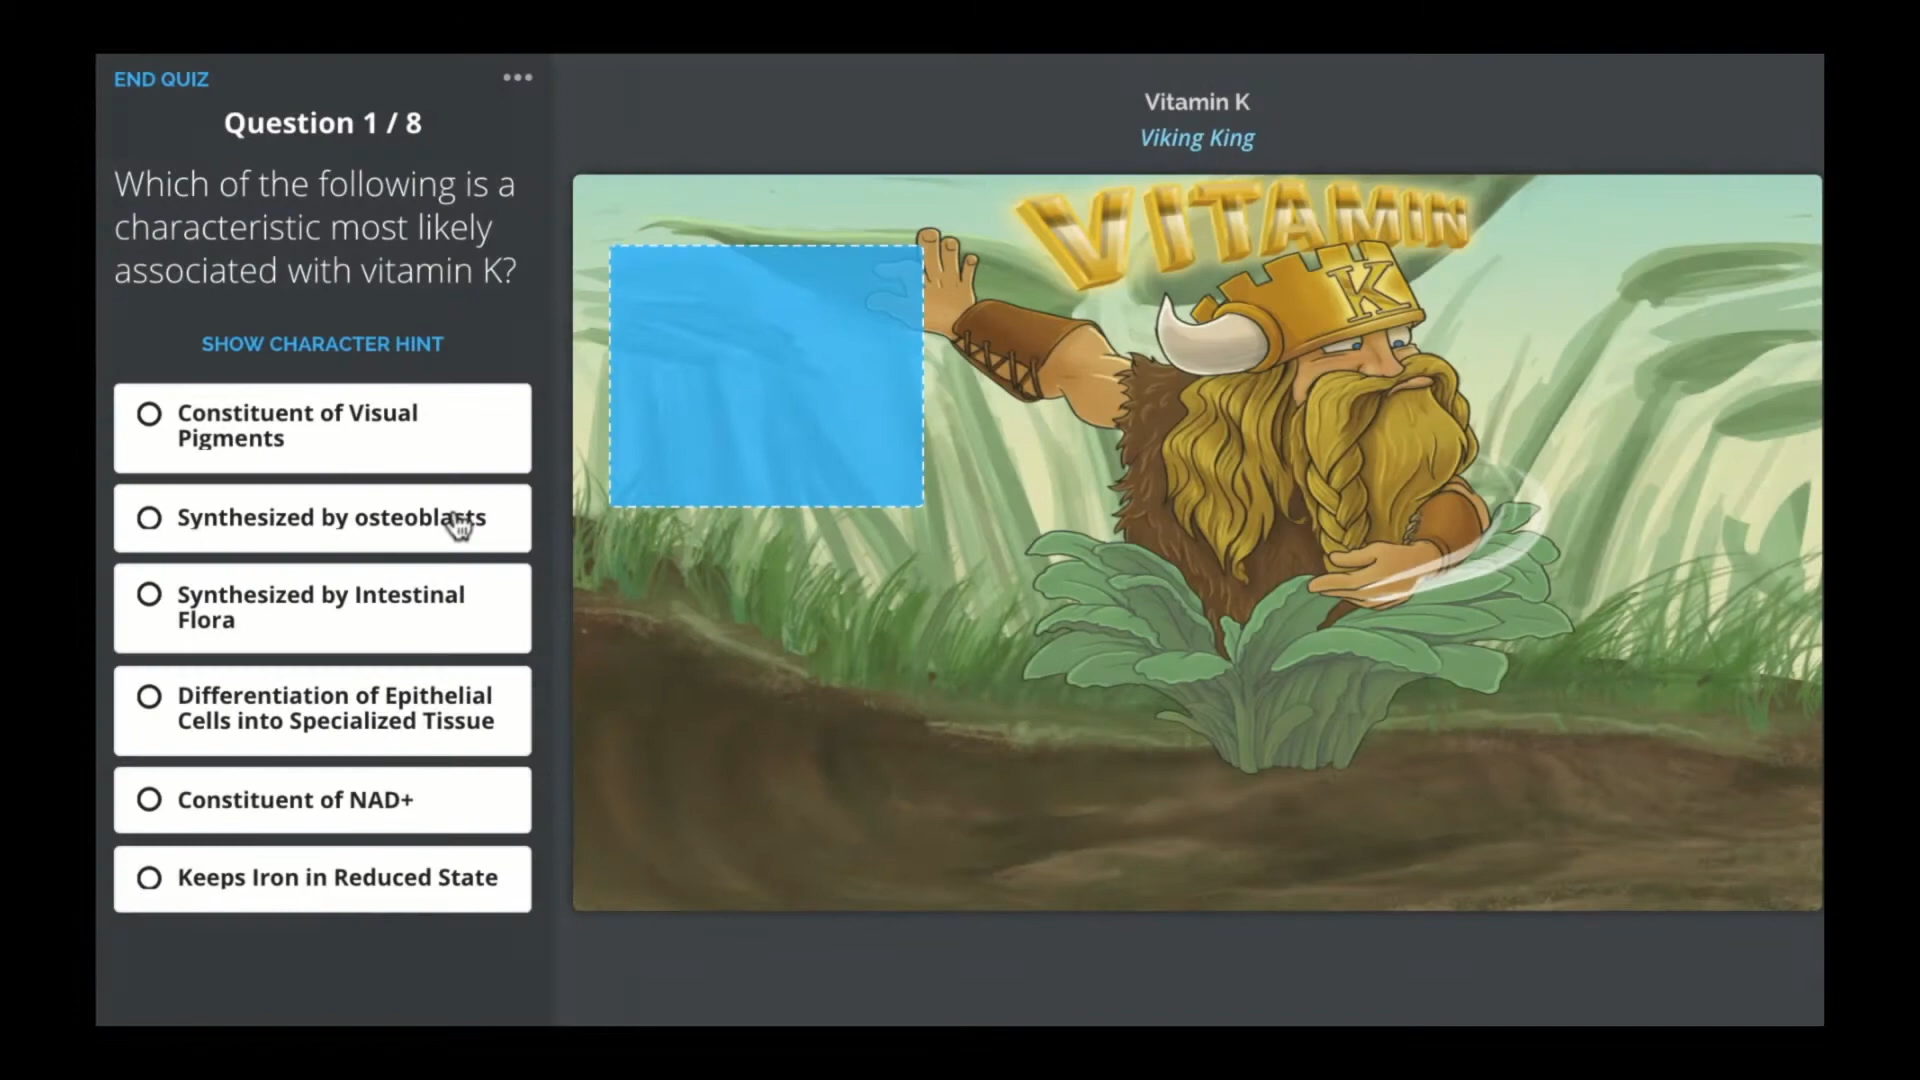 END QUIZ
Question 1 / 8
Which of the following is a
characteristic most likely
associated with vitamin K?
SHOW CHARACTER HINT
Constituent of Visual
Pigments
Synthesized by osteoblasts
Synthesized by Intestinal
Flora
Differentiation of Epithelial
Cells into Specialized Tissue
Constituent of NAD+
Keeps Iron in Reduced State
Vitamin K
Viking King
VITAMIN
K